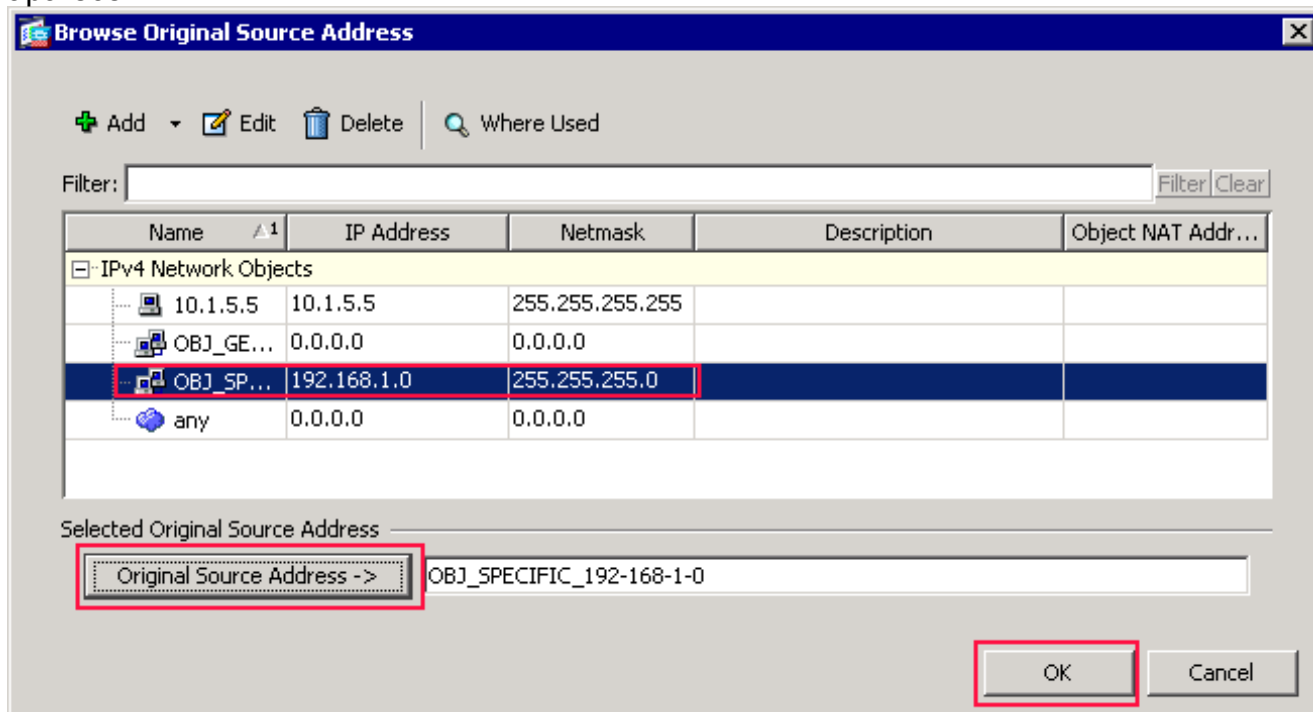 Browse Original Source Address
Add Edit Delete Where Used
Filter: Filter Clear
Name 1 IP Address Netmask Description Object NAT Addr...
IPv4 Network Objects
10.1.5.5 10.1.5.5 255.255.255.255
OBJ_GE... 0.0.0.0 0.0.0.0
OBJ_SP... 192.168.1.0 255.255.255.0
any 0.0.0.0 0.0.0.0
Selected Original Source Address
Original Source Address -> OBJ_SPECIFIC_192-168-1-0
OK Cancel